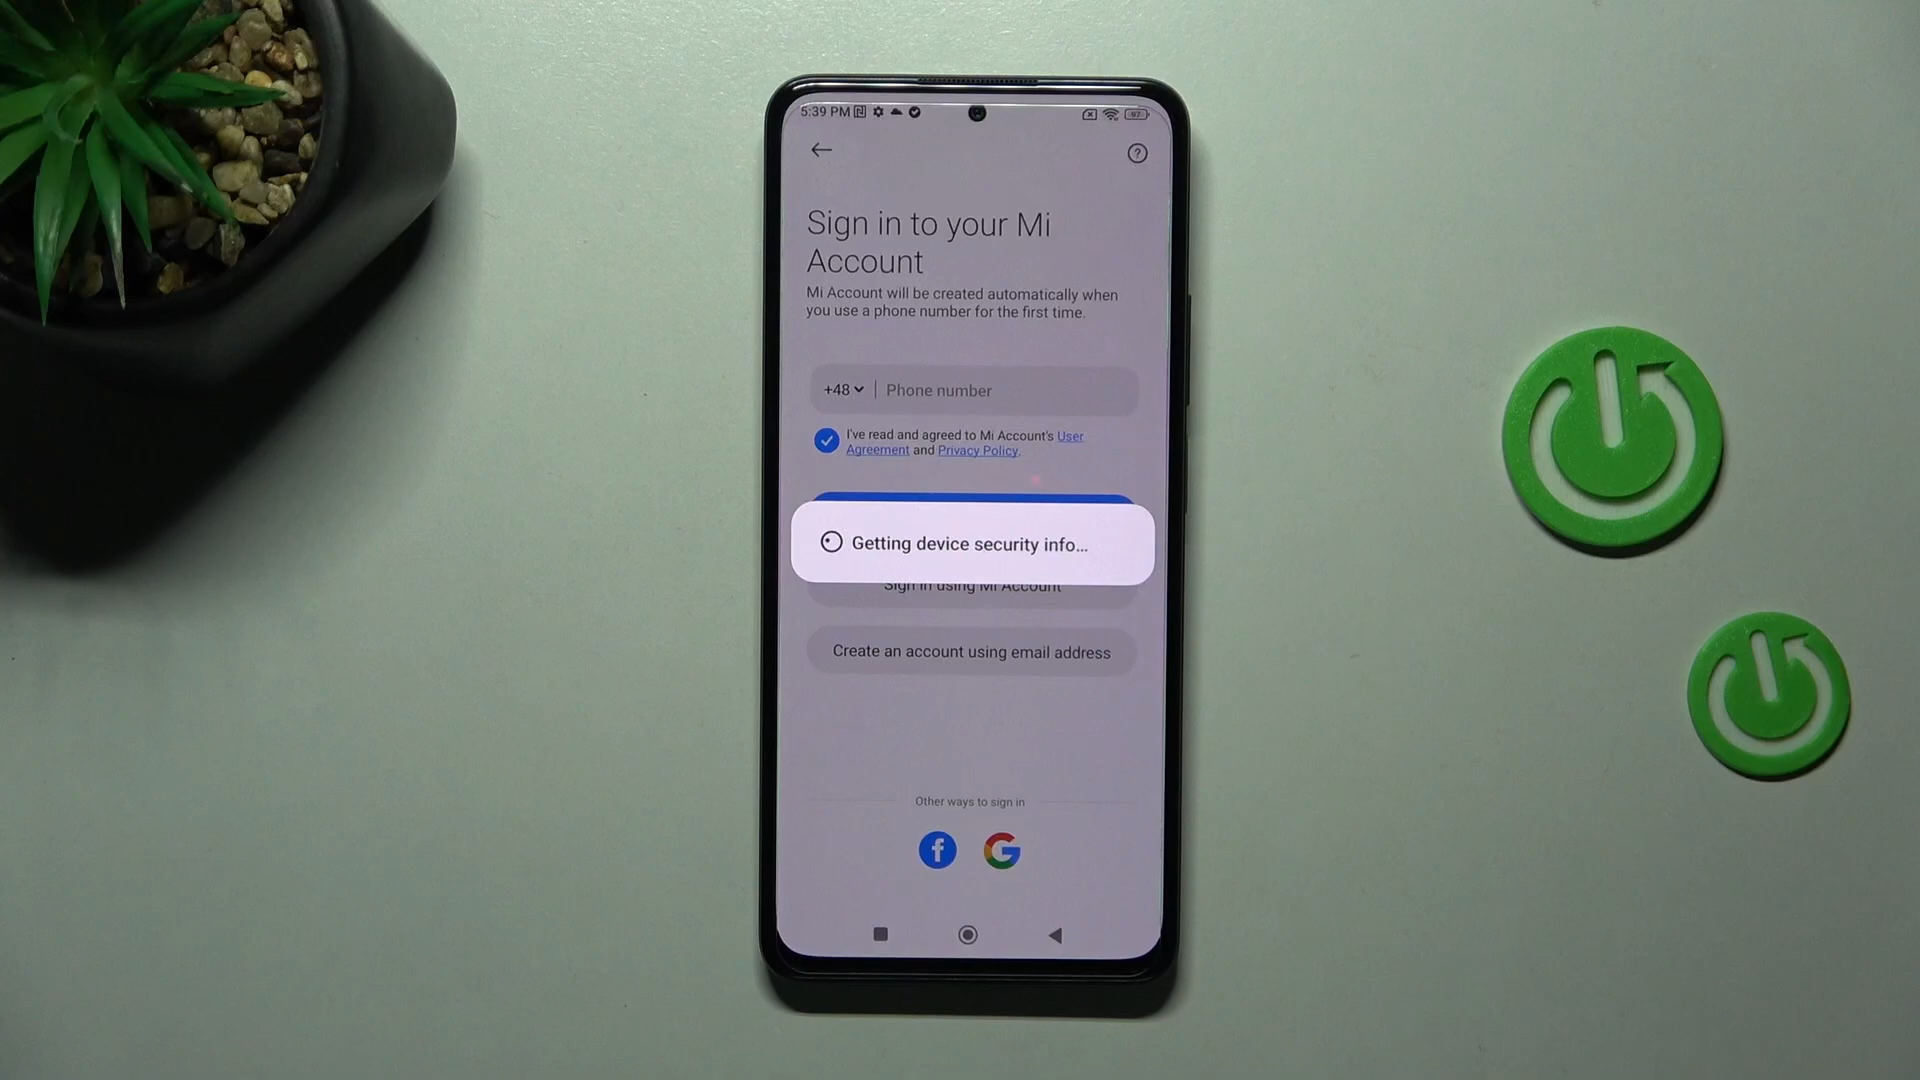 5:39 PM
97
Sign in to your Mi
Account
Mi Account will be created automatically when
you use a phone number for the first time.
+48
Phone number
I've read and agreed to Mi Account's User
Agreement and Privacy Policy.
Getting device security info...
Sign in using Mi Account
Create an account using email address
Other ways to sign in